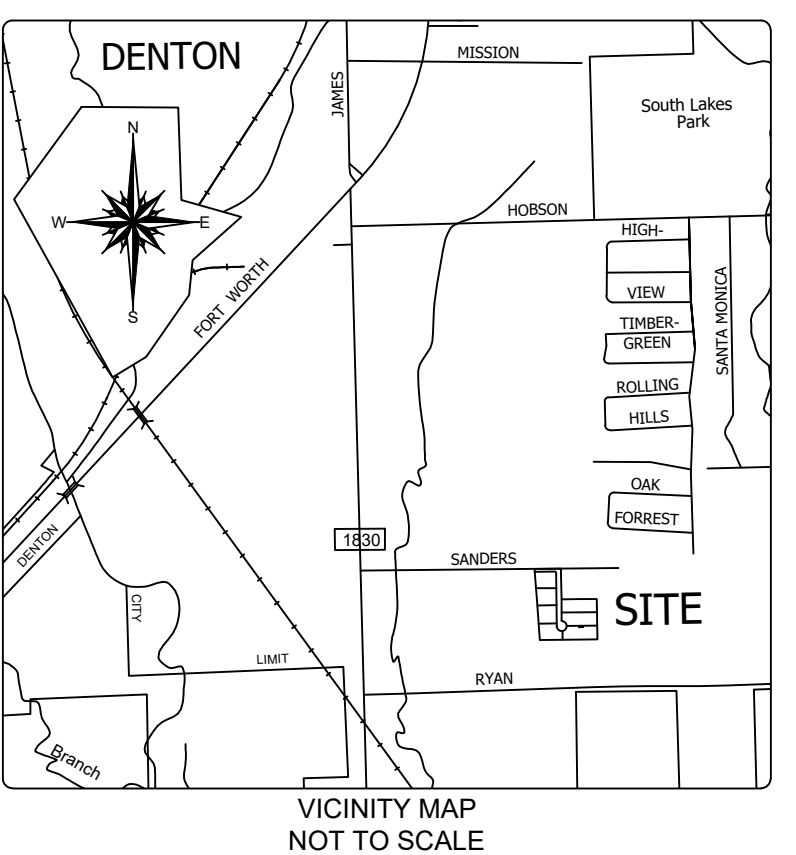 DENTON
MISSION
JAMES
South Lakes
Park
N
W
E
S
HOBSON
HIGH-
VIEW
FORT WORTH
SANTA MONICA
TIMBER-
GREEN
ROLLING
HILLS
OAK
FORREST
DENTON
1830
SANDERS
CITY
SITE
LIMIT
RYAN
Branch
VICINITY MAP
NOT TO SCALE